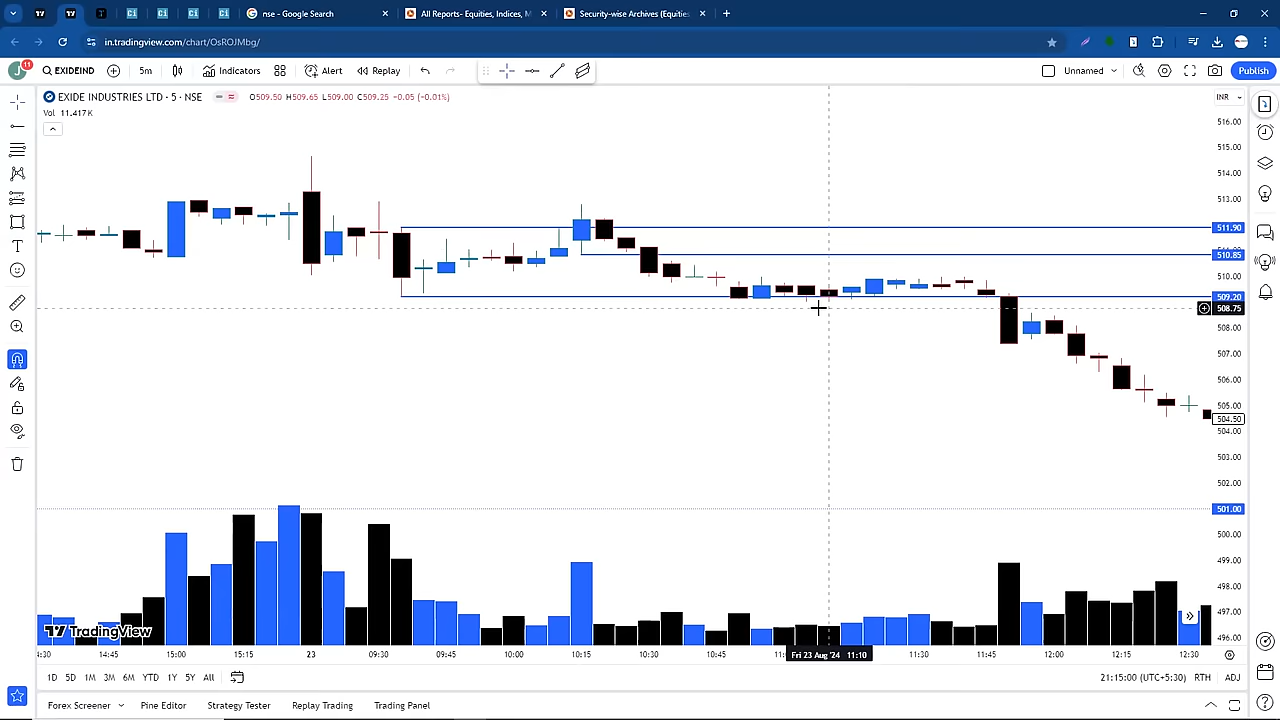 nse - Google Search
All Reports- Equities, Indices, M
Security-wise Archives (Equities
in.tradingview.com/chart/OsROJMbg/
J 11 EXIDEIND 5m Indicators Alert Replay Unnamed Publish
EXIDE INDUSTRIES LTD · 5 · NSE O509.50 H509.65 L509.00 C509.25 -0.05 (-0.01%)
INR
Vol 11.417K
516.00
515.00
514.00
513.00
511.90
510.85
510.00
509.20
508.75
508.00
507.00
506.00
505.00
504.50
504.00
503.00
502.00
501.00
500.00
499.00
498.00
497.00
496.00
TradingView
15:00 15:15 23 09:30 09:45 10:00 10:15 10:30 10:45 Fri 23 Aug '24 11:10 11:30 11:45 12:00 12:15 12:30
1D 5D 1M 3M 6M YTD 1Y 5Y All 21:15:00 (UTC+5:30) RTH ADJ
Forex Screener Pine Editor Strategy Tester Replay Trading Trading Panel